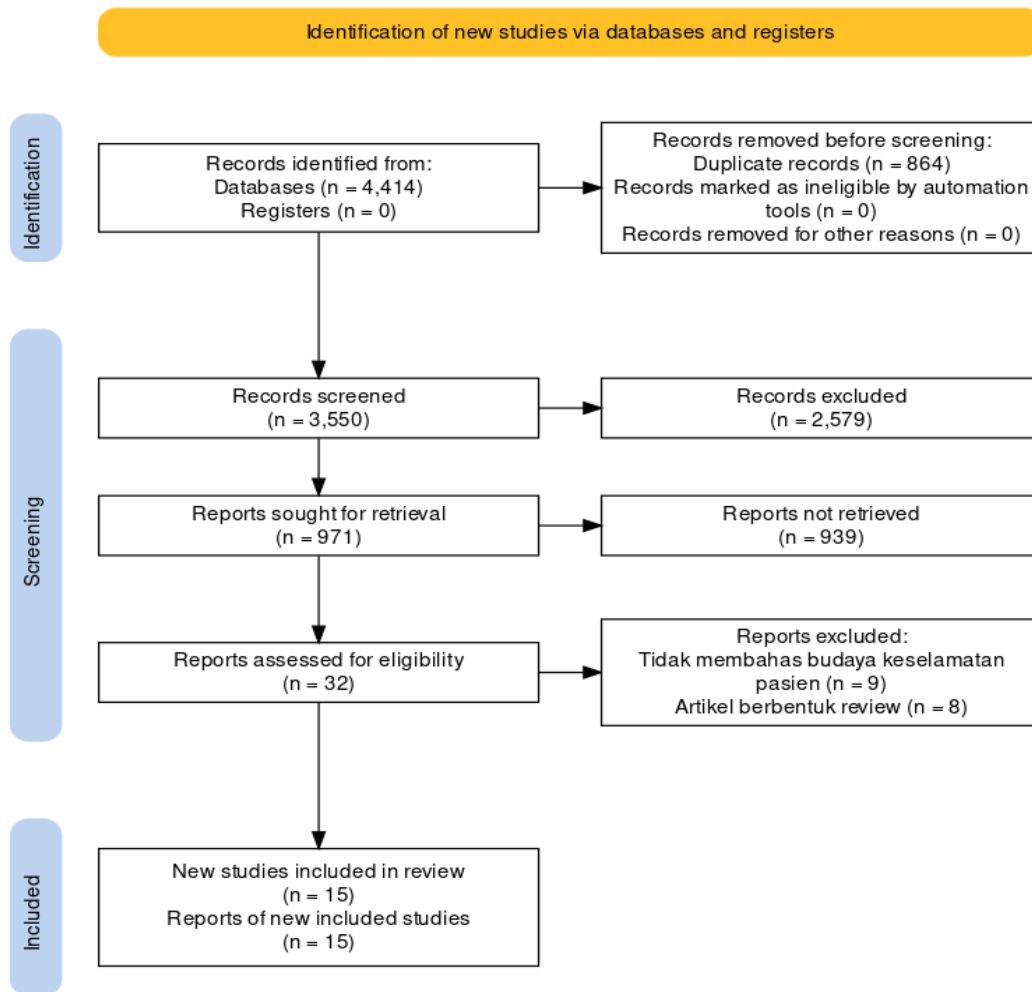 Identification of new studies via databases and registers
Identification
Records identified from:
Databases (n = 4,414)
Registers (n = 0)
Records removed before screening:
Duplicate records (n = 864)
Records marked as ineligible by automation
tools (n = 0)
Records removed for other reasons (n = 0)
Screening
Records screened
(n = 3,550)
Records excluded
(n = 2,579)
Reports sought for retrieval
(n = 971)
Reports not retrieved
(n = 939)
Reports assessed for eligibility
(n = 32)
Reports excluded:
Tidak membahas budaya keselamatan
pasien (n = 9)
Artikel berbentuk review (n = 8)
Included
New studies included in review
(n = 15)
Reports of new included studies
(n = 15)